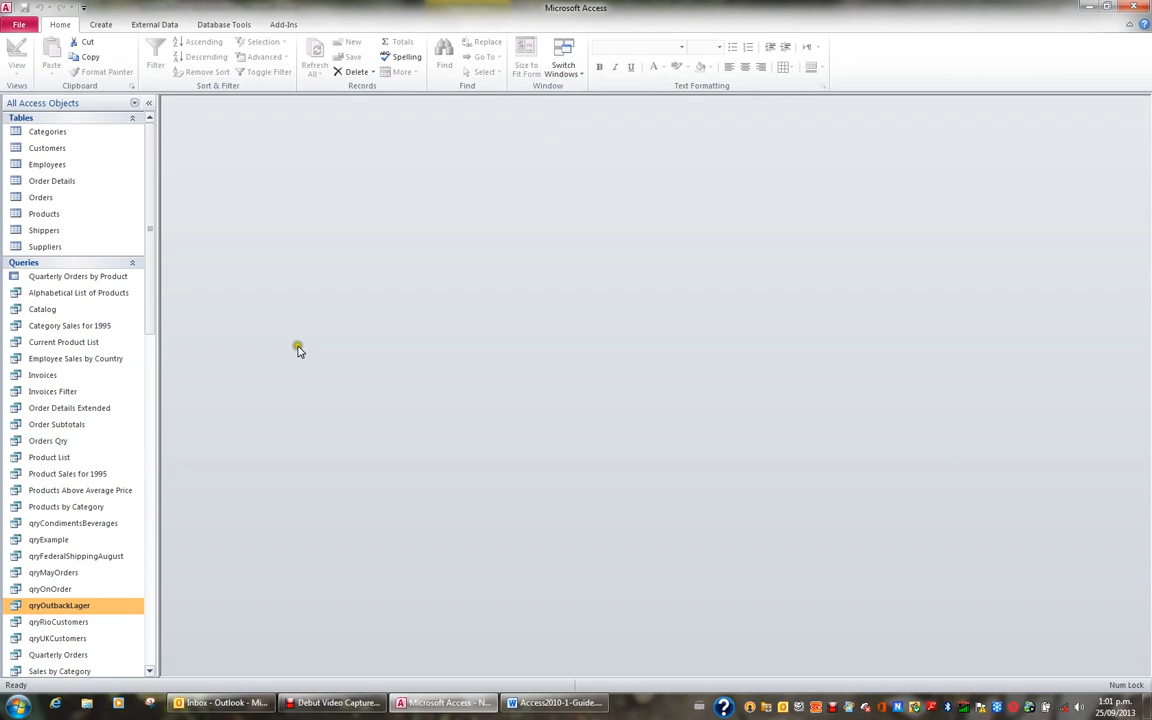 Microsoft Access
File Home Create External Data Database Tools Add-Ins
View Paste Cut Copy Format Painter Filter Ascending Descending Remove Sort Selection Advanced Toggle Filter Refresh All New Save Delete Totals Spelling More Find Replace Go To Select Size to Fit Form Switch Windows
Views Clipboard Sort & Filter Records Find Window Text Formatting
All Access Objects
Tables
Categories
Customers
Employees
Order Details
Orders
Products
Shippers
Suppliers
Queries
Quarterly Orders by Product
Alphabetical List of Products
Catalog
Category Sales for 1995
Current Product List
Employee Sales by Country
Invoices
Invoices Filter
Order Details Extended
Order Subtotals
Orders Qry
Product List
Product Sales for 1995
Products Above Average Price
Products by Category
qryCondimentsBeverages
qryExample
qryFederalShippingAugust
qryMayOrders
qryOnOrder
qryOutbackLager
qryRioCustomers
qryUKCustomers
Quarterly Orders
Sales by Category
Ready Num Lock
Inbox - Outlook - Mi... Debut Video Capture... Microsoft Access - N... Access2010-1-Guide.... 1:01 p.m.
25/09/2013